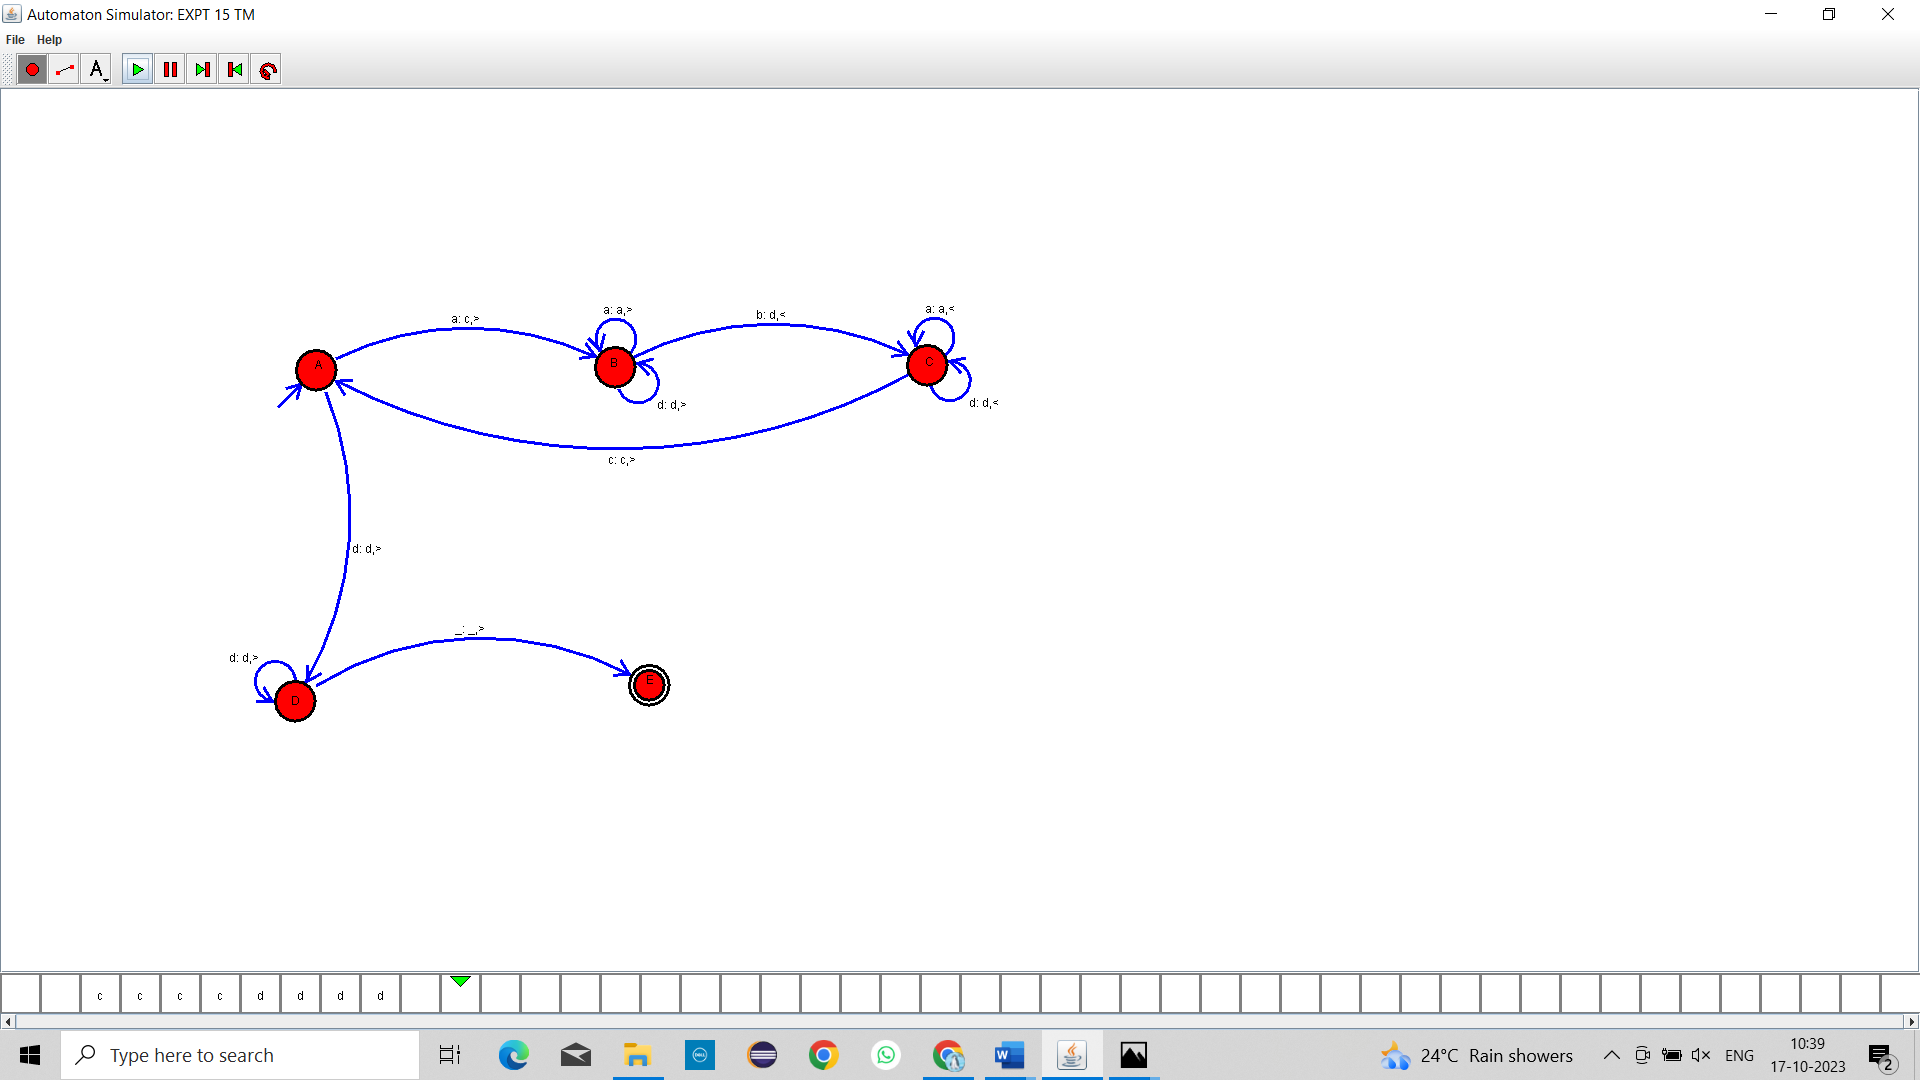 Automaton Simulator: EXPT 15 TM
File Help
A
a: c,>
a: a,>
b: d,<
a: a,<
A
B
C
d: d,>
d: d,<
c: c,>
d: d,>
_: _,>
d: d,>
D
E
c c c c d d d d
Type here to search
W
24°C Rain showers
ENG
10:39
17-10-2023
2